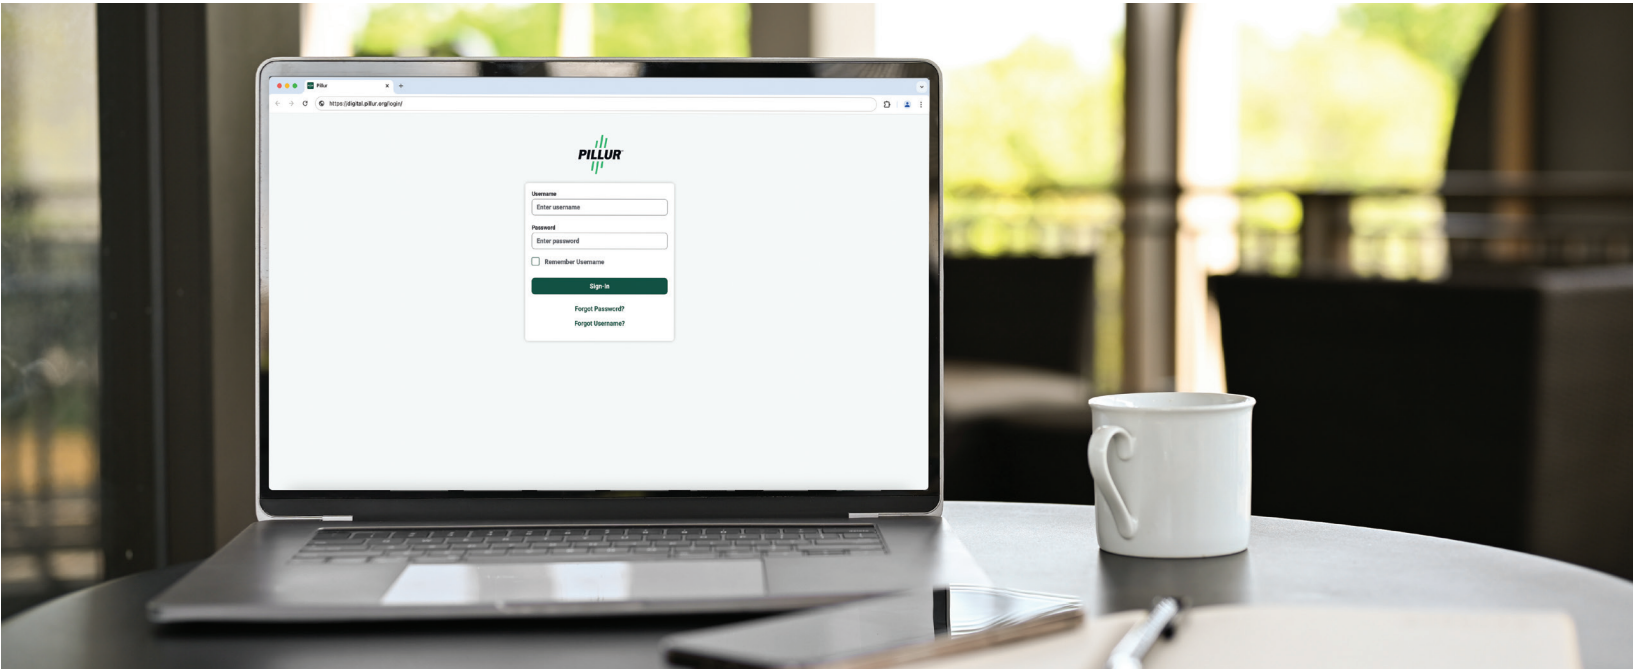 Pillur
https://digital.pillur.org/login/
PILLUR
Username
Enter username
Password
Enter password
Remember Username
Sign-In
Forgot Password?
Forgot Username?